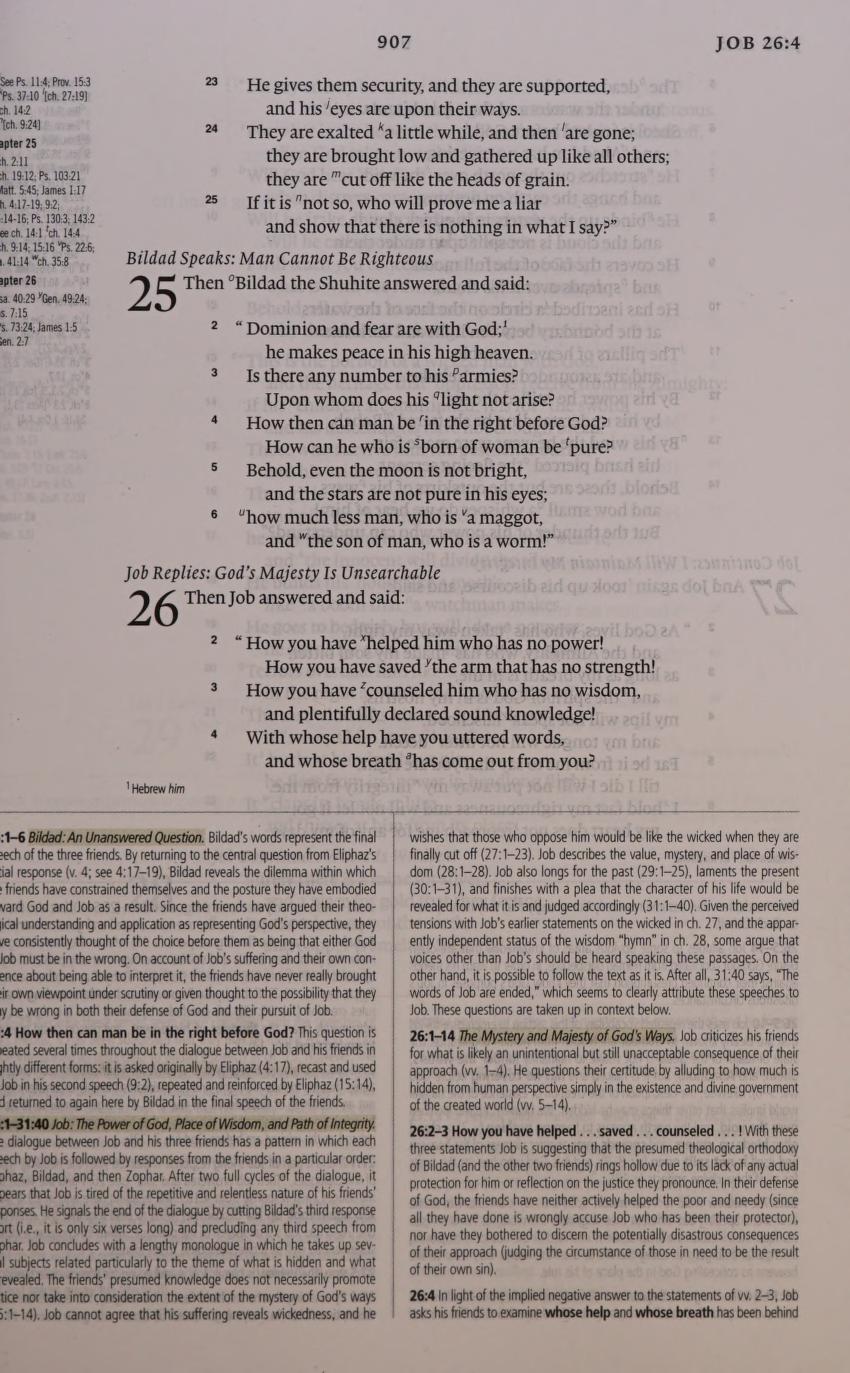 907 JOB 26:4
See Ps. 11:4; Prov. 15:3
Ps. 37:10 [ch. 27:19]
ch. 14:2
[ch. 9:24]
apter 25
h. 2:11
h. 19:12; Ps. 103:21
Matt. 5:45; James 1:17
h. 4:17-19; 9:2;
:14-16; Ps. 130:3; 143:2
ee ch. 14:1 ch. 14:4
h. 9:14; 15:16 Ps. 22:6;
. 41:14 ʷch. 35:8
apter 26
sa. 40:29 ʸGen. 49:24;
s. 7:15
s. 73:24; James 1:5
en. 2:7
23 He gives them security, and they are supported,
and his ʲeyes are upon their ways.
24 They are exalted ᵏa little while, and then ˡare gone;
they are brought low and gathered up like all others;
they are ᵐcut off like the heads of grain.
25 If it is ⁿnot so, who will prove me a liar
and show that there is nothing in what I say?”
Bildad Speaks: Man Cannot Be Righteous
25 Then ᵒBildad the Shuhite answered and said:
2 “Dominion and fear are with God;¹
he makes peace in his high heaven.
3 Is there any number to his ᵖarmies?
Upon whom does his ᑫlight not arise?
4 How then can man be ʳin the right before God?
How can he who is ˢborn of woman be ᵗpure?
5 Behold, even the moon is not bright,
and the stars are not pure in his eyes;
6 ᵘhow much less man, who is ᵛa maggot,
and ʷthe son of man, who is a worm!”
Job Replies: God’s Majesty Is Unsearchable
26 Then Job answered and said:
2 “How you have ˣhelped him who has no power!
How you have saved ʸthe arm that has no strength!
3 How you have ᶻcounseled him who has no wisdom,
and plentifully declared sound knowledge!
4 With whose help have you uttered words,
and whose breath ᵃhas come out from you?
¹ Hebrew him
:1–6 Bildad: An Unanswered Question. Bildad’s words represent the final
eech of the three friends. By returning to the central question from Eliphaz’s
ial response (v. 4; see 4:17–19), Bildad reveals the dilemma within which
friends have constrained themselves and the posture they have embodied
ward God and Job as a result. Since the friends have argued their theo-
ical understanding and application as representing God’s perspective, they
ve consistently thought of the choice before them as being that either God
Job must be in the wrong. On account of Job’s suffering and their own con-
ence about being able to interpret it, the friends have never really brought
eir own viewpoint under scrutiny or given thought to the possibility that they
y be wrong in both their defense of God and their pursuit of Job.
:4 How then can man be in the right before God? This question is
eated several times throughout the dialogue between Job and his friends in
ghtly different forms: it is asked originally by Eliphaz (4:17), recast and used
Job in his second speech (9:2), repeated and reinforced by Eliphaz (15:14),
d returned to again here by Bildad in the final speech of the friends.
:1–31:40 Job: The Power of God, Place of Wisdom, and Path of Integrity.
e dialogue between Job and his three friends has a pattern in which each
eech by Job is followed by responses from the friends in a particular order:
phaz, Bildad, and then Zophar. After two full cycles of the dialogue, it
pears that Job is tired of the repetitive and relentless nature of his friends’
ponses. He signals the end of the dialogue by cutting Bildad’s third response
ort (i.e., it is only six verses long) and precluding any third speech from
phar. Job concludes with a lengthy monologue in which he takes up sev-
l subjects related particularly to the theme of what is hidden and what
evealed. The friends’ presumed knowledge does not necessarily promote
tice nor take into consideration the extent of the mystery of God’s ways
5:1–14). Job cannot agree that his suffering reveals wickedness, and he
wishes that those who oppose him would be like the wicked when they are
finally cut off (27:1–23). Job describes the value, mystery, and place of wis-
dom (28:1–28). Job also longs for the past (29:1–25), laments the present
(30:1–31), and finishes with a plea that the character of his life would be
revealed for what it is and judged accordingly (31:1–40). Given the perceived
tensions with Job’s earlier statements on the wicked in ch. 27, and the appar-
ently independent status of the wisdom “hymn” in ch. 28, some argue that
voices other than Job’s should be heard speaking these passages. On the
other hand, it is possible to follow the text as it is. After all, 31:40 says, “The
words of Job are ended,” which seems to clearly attribute these speeches to
Job. These questions are taken up in context below.
26:1–14 The Mystery and Majesty of God’s Ways. Job criticizes his friends
for what is likely an unintentional but still unacceptable consequence of their
approach (vv. 1–4). He questions their certitude by alluding to how much is
hidden from human perspective simply in the existence and divine government
of the created world (vv. 5–14).
26:2–3 How you have helped . . . saved . . . counseled . . . ! With these
three statements Job is suggesting that the presumed theological orthodoxy
of Bildad (and the other two friends) rings hollow due to its lack of any actual
protection for him or reflection on the justice they pronounce. In their defense
of God, the friends have neither actively helped the poor and needy (since
all they have done is wrongly accuse Job who has been their protector),
nor have they bothered to discern the potentially disastrous consequences
of their approach (judging the circumstance of those in need to be the result
of their own sin).
26:4 In light of the implied negative answer to the statements of vv. 2–3, Job
asks his friends to examine whose help and whose breath has been behind